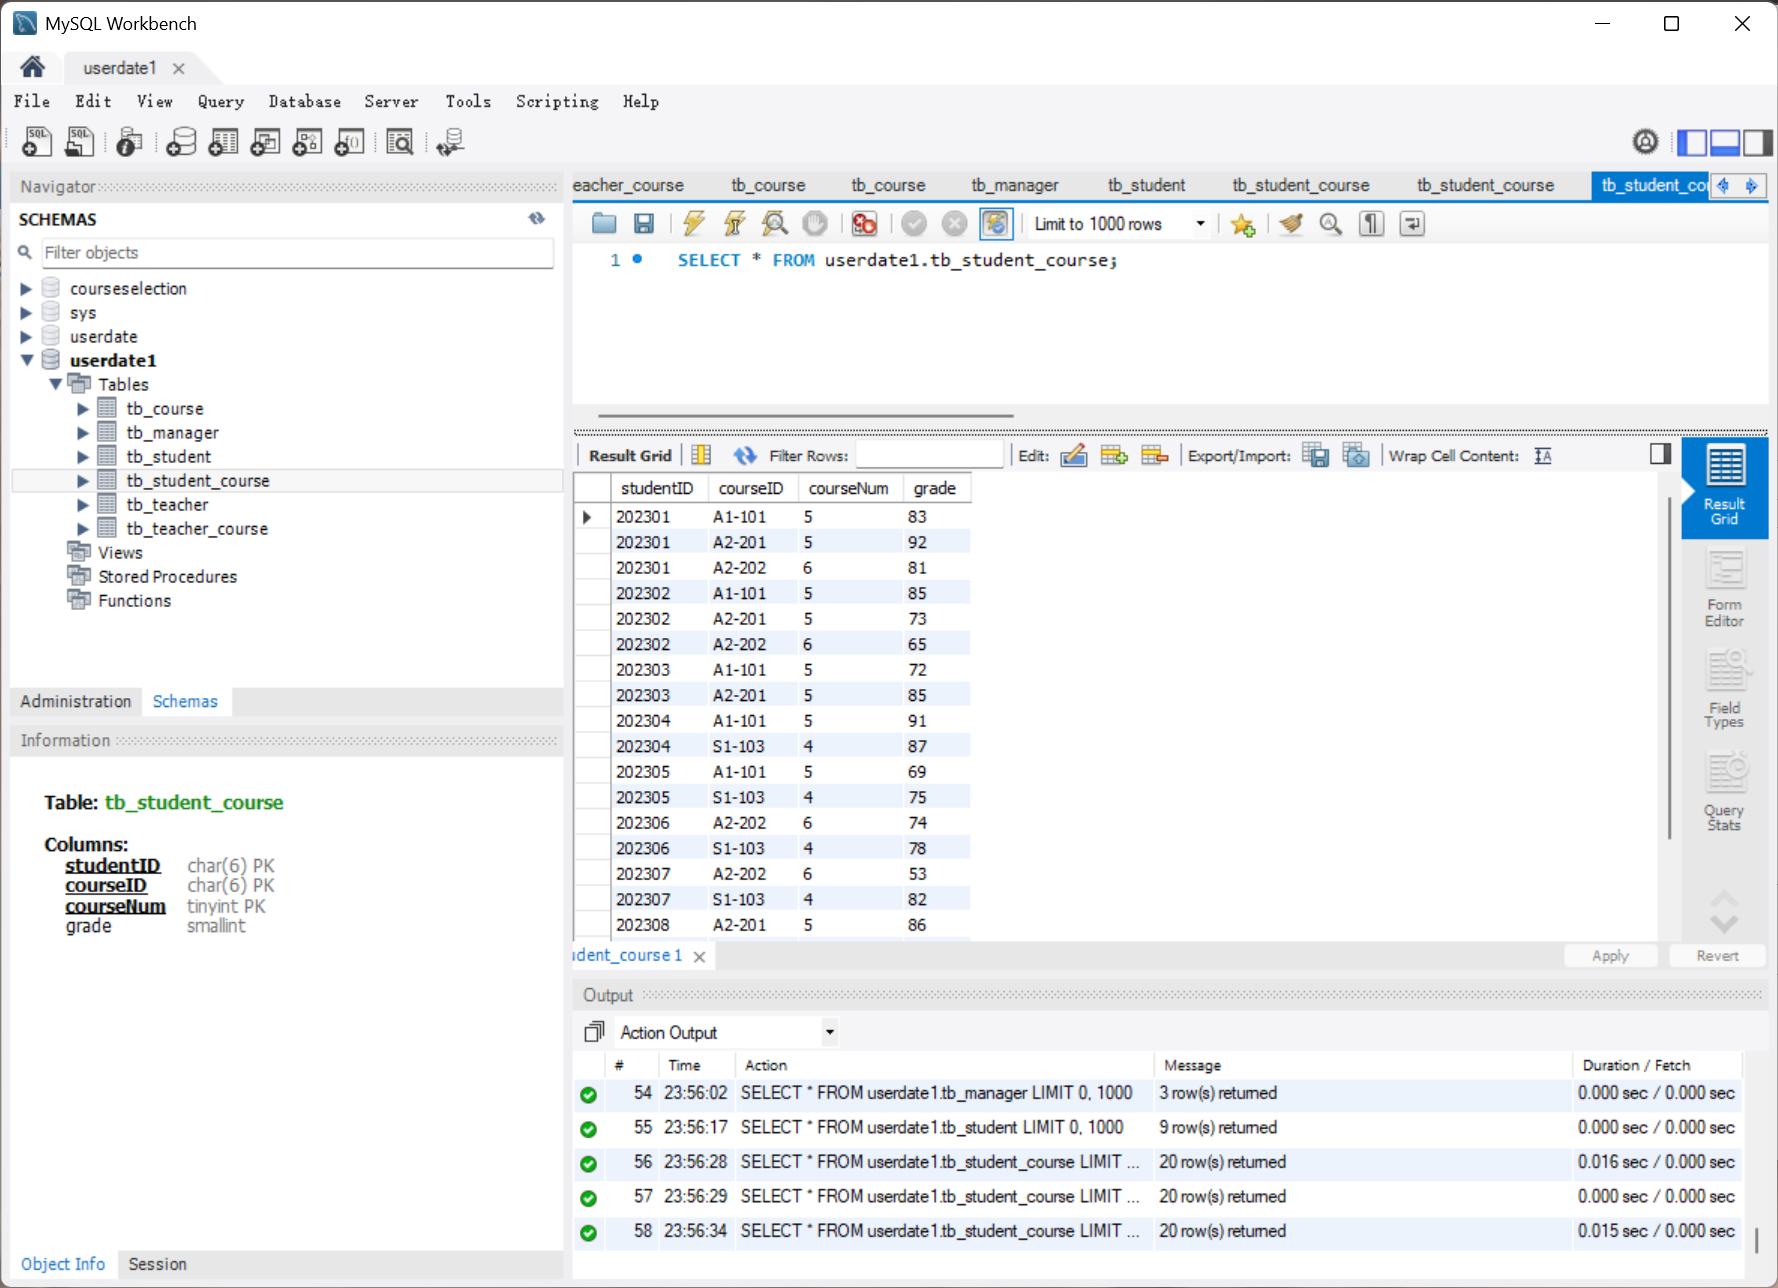 MySQL Workbench
userdate1
File Edit View Query Database Server Tools Scripting Help
Navigator
SCHEMAS
Filter objects
courseselection
sys
userdate
userdate1
Tables
tb_course
tb_manager
tb_student
tb_student_course
tb_teacher
tb_teacher_course
Views
Stored Procedures
Functions
Administration Schemas
Information
Table: tb_student_course
Columns:
studentID char(6) PK
courseID char(6) PK
courseNum tinyint PK
grade smallint
Object Info Session
eacher_course tb_course tb_course tb_manager tb_student tb_student_course tb_student_course tb_student_cou
Limit to 1000 rows
1 SELECT * FROM userdate1.tb_student_course;
Result Grid Filter Rows: Edit: Export/Import: Wrap Cell Content:
studentID courseID courseNum grade
202301 A1-101 5 83
202301 A2-201 5 92
202301 A2-202 6 81
202302 A1-101 5 85
202302 A2-201 5 73
202302 A2-202 6 65
202303 A1-101 5 72
202303 A2-201 5 85
202304 A1-101 5 91
202304 S1-103 4 87
202305 A1-101 5 69
202305 S1-103 4 75
202306 A2-202 6 74
202306 S1-103 4 78
202307 A2-202 6 53
202307 S1-103 4 82
202308 A2-201 5 86
Result
Grid
Form
Editor
Field
Types
Query
Stats
udent_course 1 Apply Revert
Output
Action Output
# Time Action Message Duration / Fetch
54 23:56:02 SELECT * FROM userdate1.tb_manager LIMIT 0, 1000 3 row(s) returned 0.000 sec / 0.000 sec
55 23:56:17 SELECT * FROM userdate1.tb_student LIMIT 0, 1000 9 row(s) returned 0.000 sec / 0.000 sec
56 23:56:28 SELECT * FROM userdate1.tb_student_course LIMIT ... 20 row(s) returned 0.016 sec / 0.000 sec
57 23:56:29 SELECT * FROM userdate1.tb_student_course LIMIT ... 20 row(s) returned 0.000 sec / 0.000 sec
58 23:56:34 SELECT * FROM userdate1.tb_student_course LIMIT ... 20 row(s) returned 0.015 sec / 0.000 sec